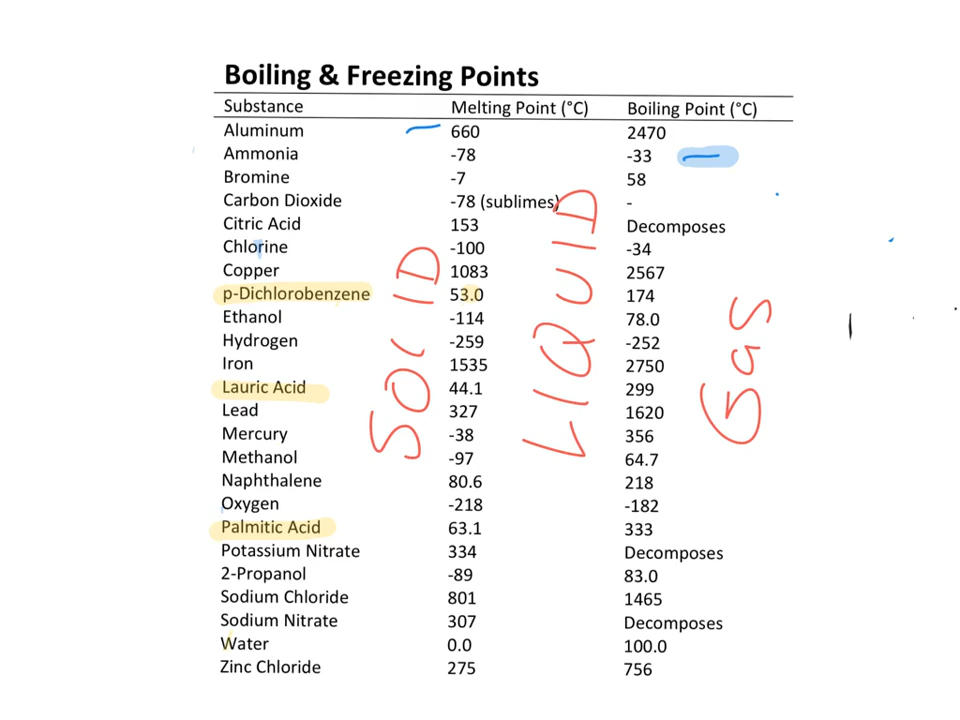 Boiling & Freezing Points
Substance Melting Point (°C) Boiling Point (°C)
Aluminum 660 2470
Ammonia -78 -33
Bromine -7 58
Carbon Dioxide -78 (sublimes) -
Citric Acid 153 Decomposes
Chlorine -100 -34
Copper 1083 2567
p-Dichlorobenzene 53.0 174
Ethanol -114 78.0
Hydrogen -259 -252
Iron 1535 2750
Lauric Acid 44.1 299
Lead 327 1620
Mercury -38 356
Methanol -97 64.7
Naphthalene 80.6 218
Oxygen -218 -182
Palmitic Acid 63.1 333
Potassium Nitrate 334 Decomposes
2-Propanol -89 83.0
Sodium Chloride 801 1465
Sodium Nitrate 307 Decomposes
Water 0.0 100.0
Zinc Chloride 275 756
SOLID
LIQUID
Gas